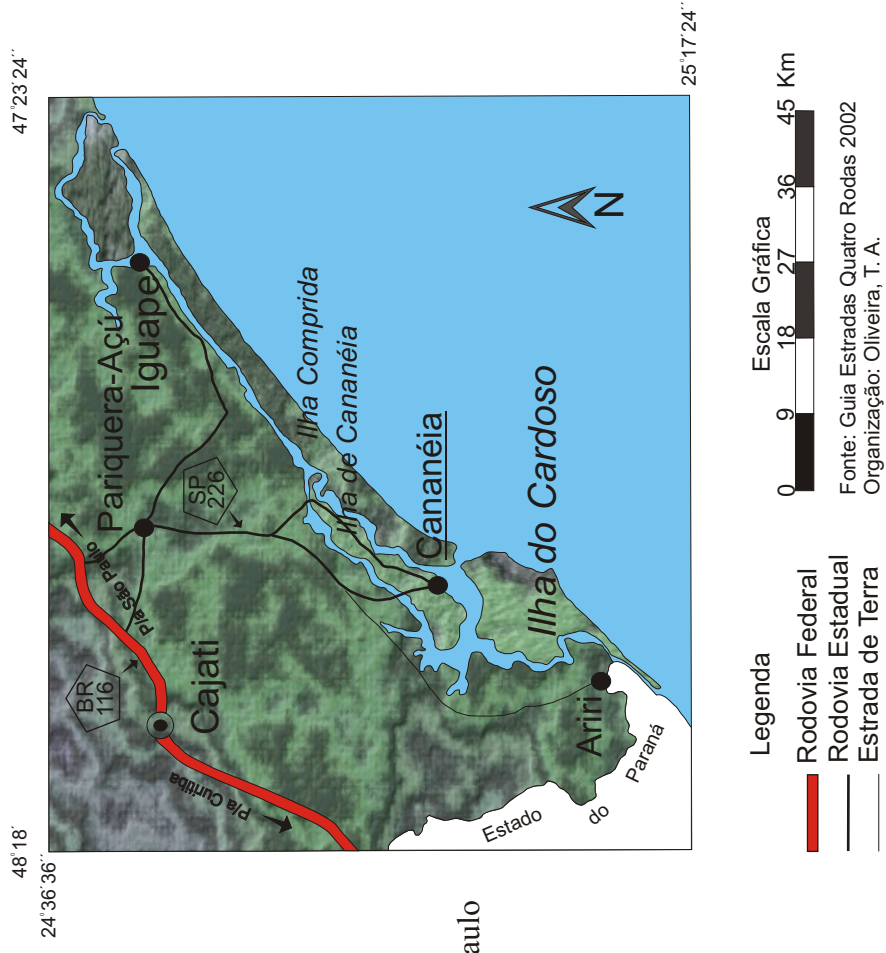 48°18´
47°23´24´´
24°36´36´´
25°17´24´´
BR
116
P/a São Paulo
P/a Curitiba
Cajati
Pariquera-Açú
Iguape
SP
226
Ilha Comprida
Ilha de Cananéia
Cananéia
Ilha do Cardoso
Ariri
Estado
do
Paraná
N
aulo
Legenda
Rodovia Federal
Rodovia Estadual
Estrada de Terra
Escala Gráfica
0 9 18 27 36 45 Km
Fonte: Guia Estradas Quatro Rodas 2002
Organização: Oliveira, T. A.